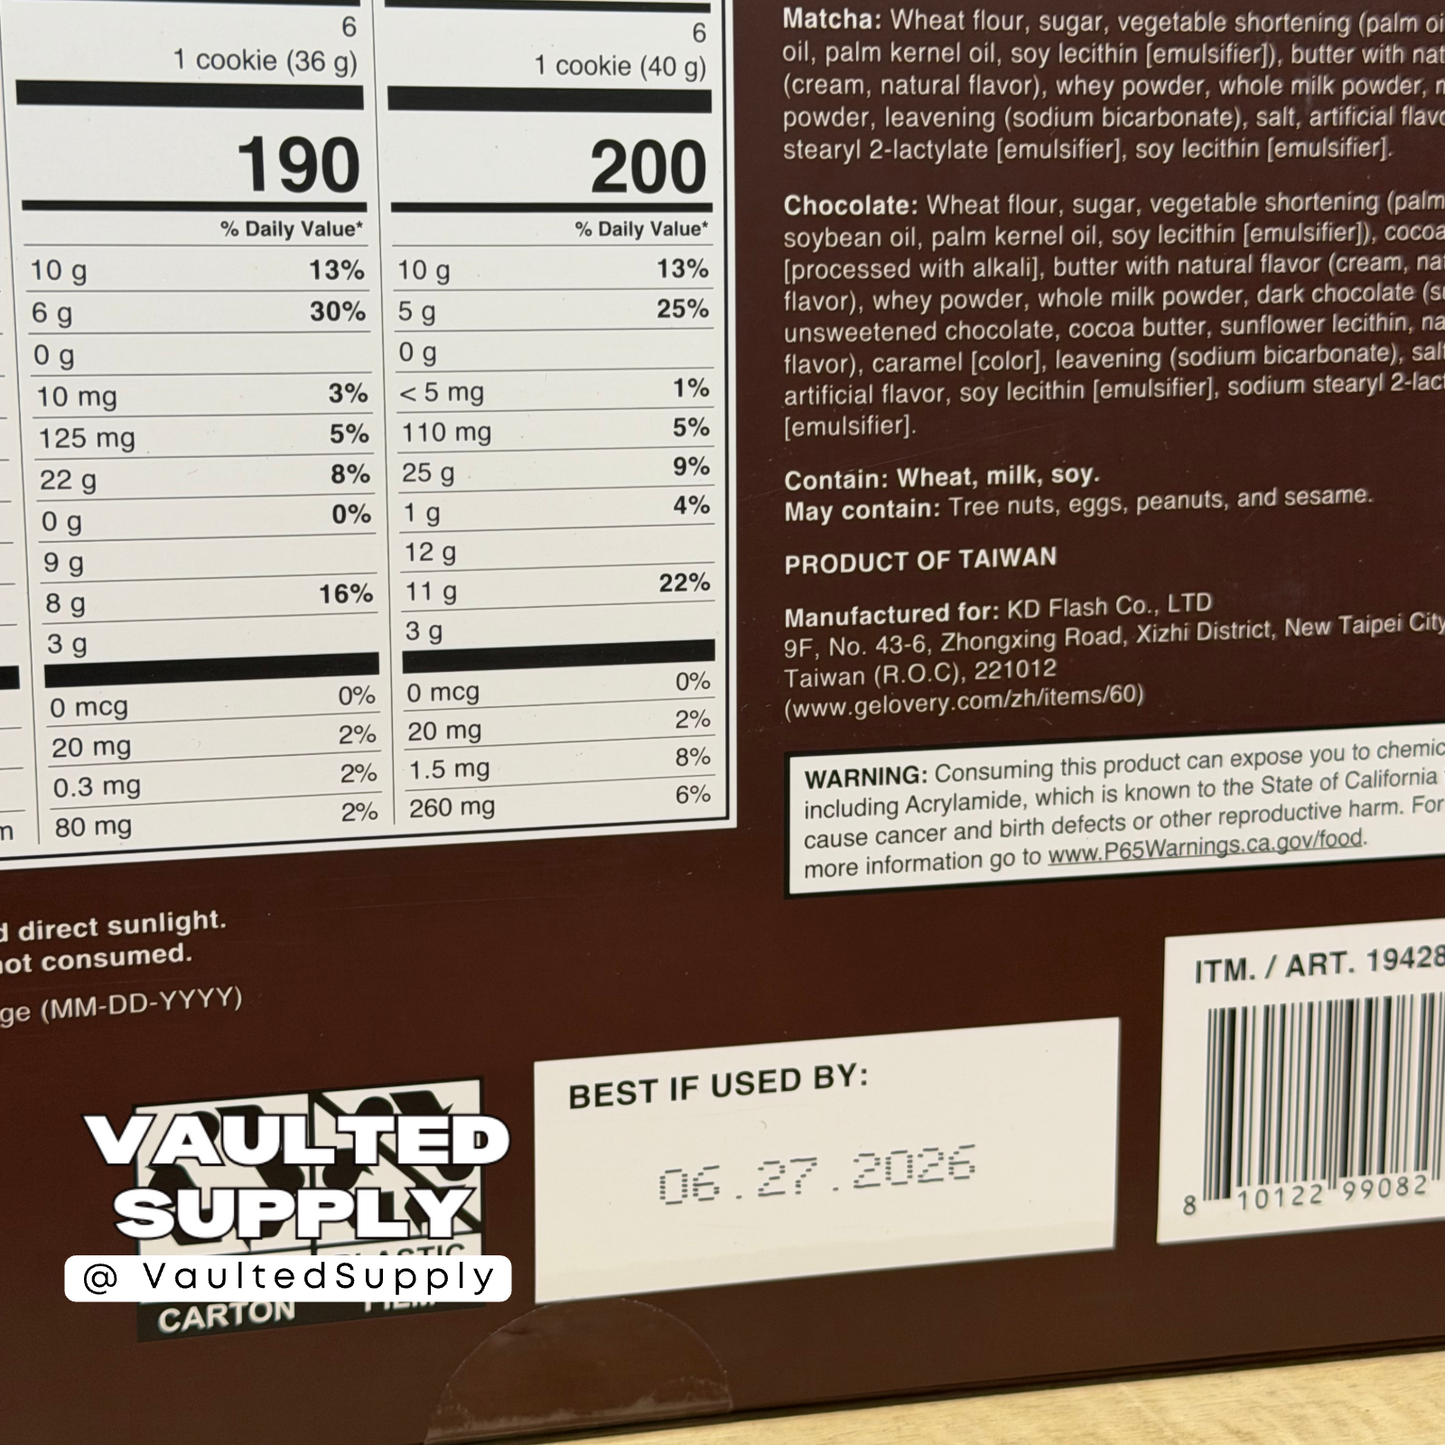 6
1 cookie (36 g)
190
% Daily Value*
10 g 13%
6 g 30%
0 g
10 mg 3%
125 mg 5%
22 g 8%
0 g 0%
9 g
8 g 16%
3 g
0 mcg 0%
20 mg 2%
0.3 mg 2%
80 mg 2%
6
1 cookie (40 g)
200
% Daily Value*
10 g 13%
5 g 25%
0 g
< 5 mg 1%
110 mg 5%
25 g 9%
1 g 4%
12 g
11 g 22%
3 g
0 mcg 0%
20 mg 2%
1.5 mg 8%
260 mg 6%
Matcha: Wheat flour, sugar, vegetable shortening (palm
oil, palm kernel oil, soy lecithin [emulsifier]), butter with
(cream, natural flavor), whey powder, whole milk powder,
powder, leavening (sodium bicarbonate), salt, artificial
stearyl 2-lactylate [emulsifier], soy lecithin [emulsifier].
Chocolate: Wheat flour, sugar, vegetable shortening (palm
soybean oil, palm kernel oil, soy lecithin [emulsifier]), cocoa
[processed with alkali], butter with natural flavor (cream,
flavor), whey powder, whole milk powder, dark chocolate
unsweetened chocolate, cocoa butter, sunflower lecithin,
flavor), caramel [color], leavening (sodium bicarbonate),
artificial flavor, soy lecithin [emulsifier], sodium stearyl
[emulsifier].
Contain: Wheat, milk, soy.
May contain: Tree nuts, eggs, peanuts, and sesame.
PRODUCT OF TAIWAN
Manufactured for: KD Flash Co., LTD
9F, No. 43-6, Zhongxing Road, Xizhi District, New Taipei City
Taiwan (R.O.C), 221012
(www.gelovery.com/zh/items/60)
WARNING: Consuming this product can expose you to
including Acrylamide, which is known to the State of California
cause cancer and birth defects or other reproductive harm. For
more information go to www.P65Warnings.ca.gov/food.
direct sunlight.
not consumed.
(MM-DD-YYYY)
VAULTED
SUPPLY
@ VaultedSupply
CARTON
BEST IF USED BY:
06.27.2026
ITM. / ART. 19428
8 10122 99082